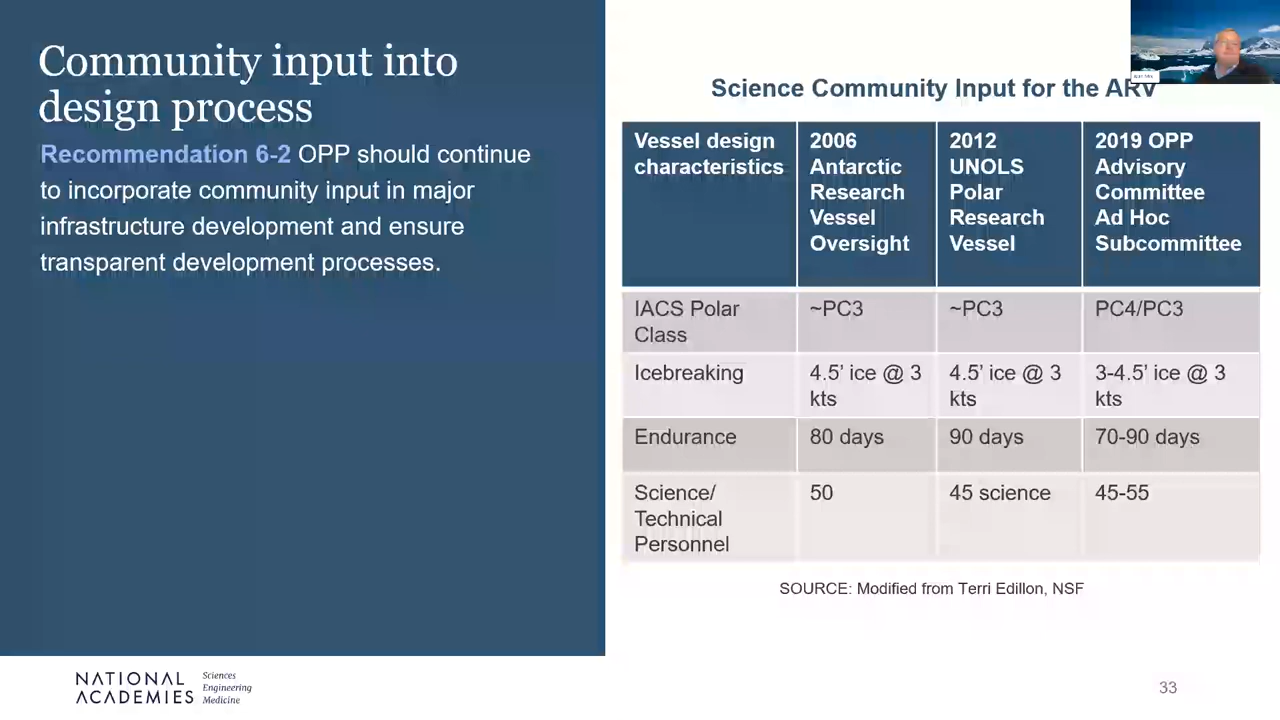 Community input into
design process
Recommendation 6-2 OPP should continue
to incorporate community input in major
infrastructure development and ensure
transparent development processes.
Science Community Input for the ARV
Vessel design
characteristics
2006
Antarctic
Research
Vessel
Oversight
2012
UNOLS
Polar
Research
Vessel
2019 OPP
Advisory
Committee
Ad Hoc
Subcommittee
IACS Polar
Class
~PC3
~PC3
PC4/PC3
Icebreaking
4.5’ ice @ 3
kts
4.5’ ice @ 3
kts
3-4.5’ ice @ 3
kts
Endurance
80 days
90 days
70-90 days
Science/
Technical
Personnel
50
45 science
45-55
SOURCE: Modified from Terri Edillon, NSF
NATIONAL
ACADEMIES
Sciences
Engineering
Medicine
33